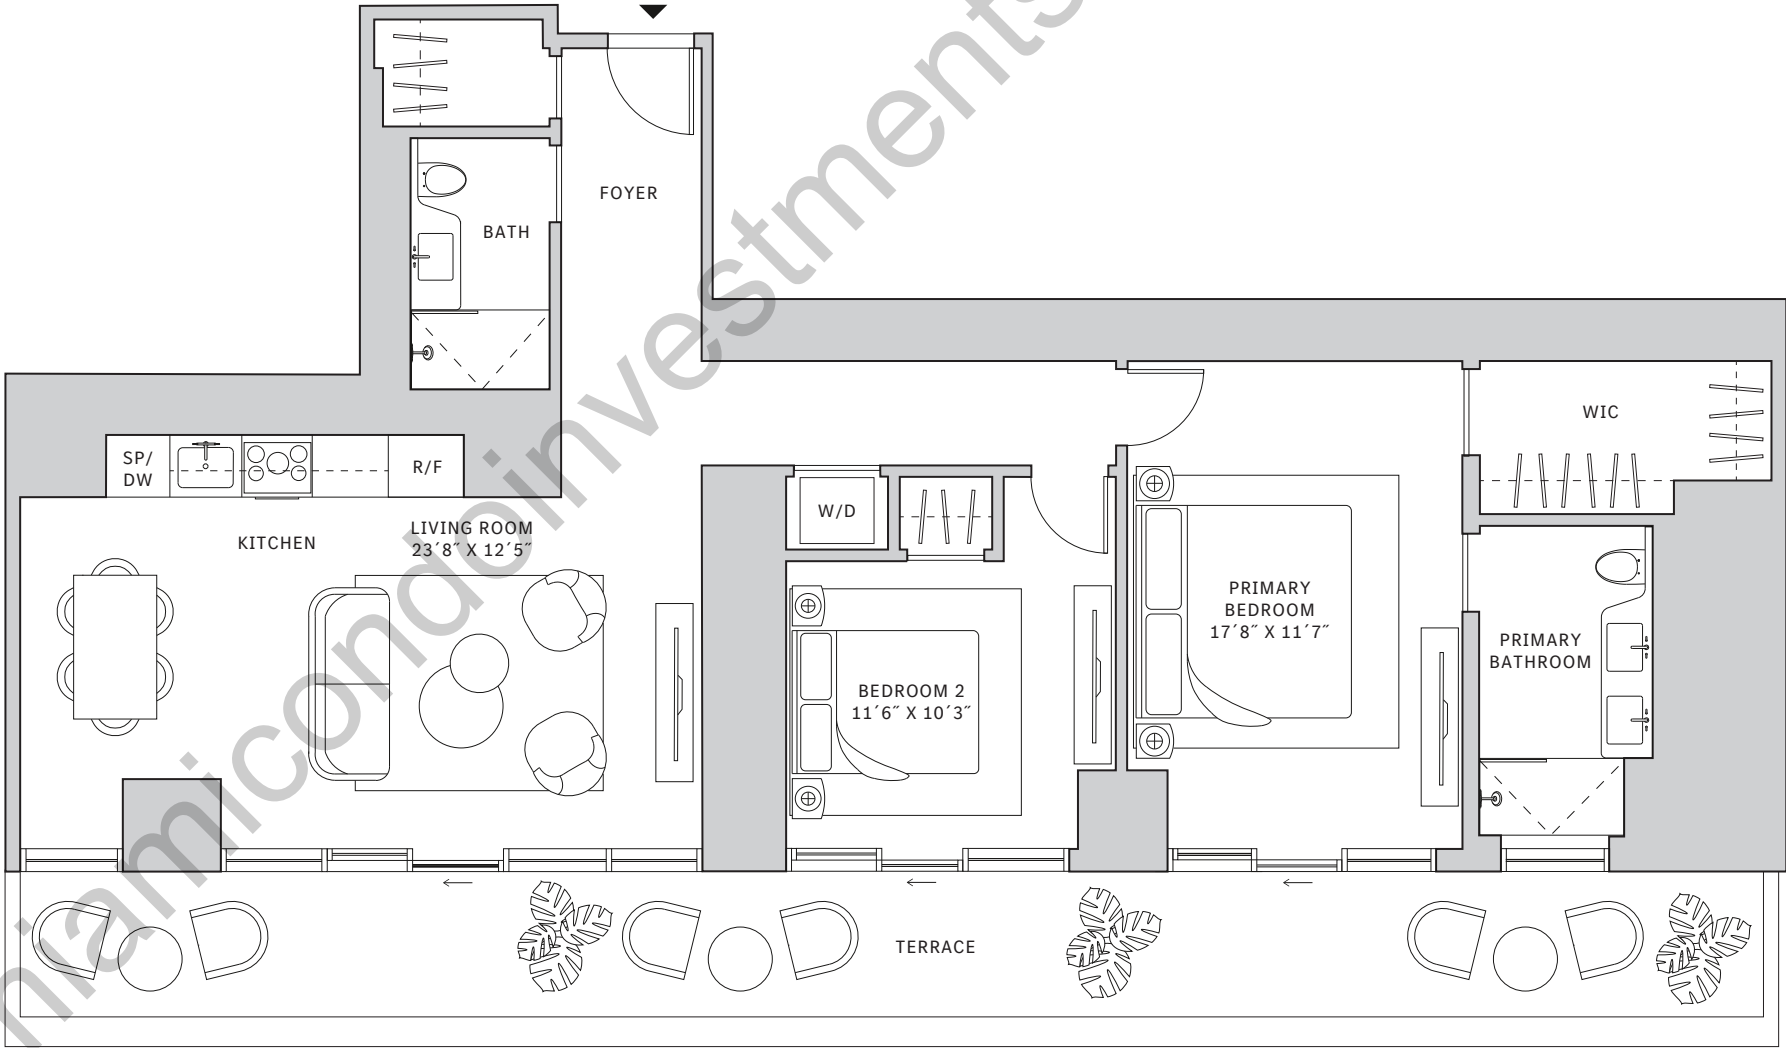 FOYER
BATH
WIC
SP/
DW
R/F
W/D
KITCHEN
LIVING ROOM
23´8˝ X 12´5˝
PRIMARY
BEDROOM
17´8˝ X 11´7˝
PRIMARY
BATHROOM
BEDROOM 2
11´6˝ X 10´3˝
TERRACE
miamicondoinvestments